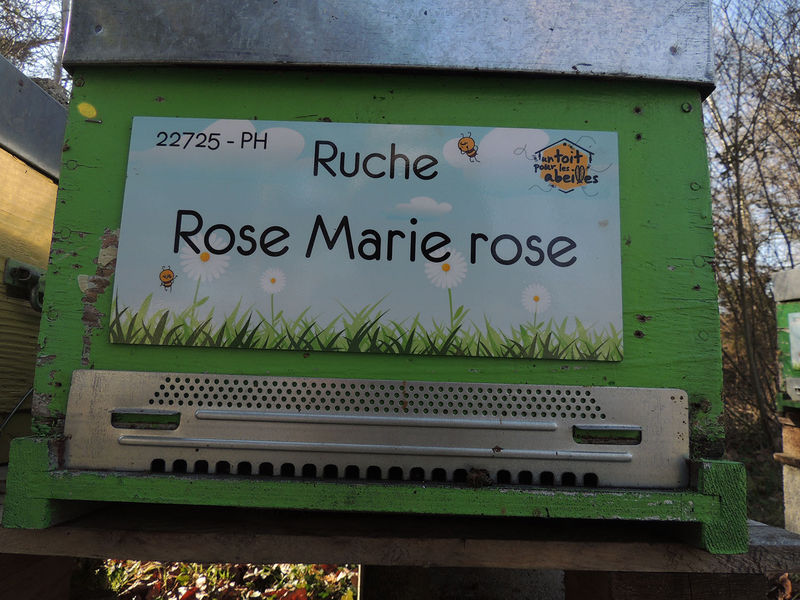 22725 - PH
Ruche
un toit
pour les
abeilles
Rose Marie rose